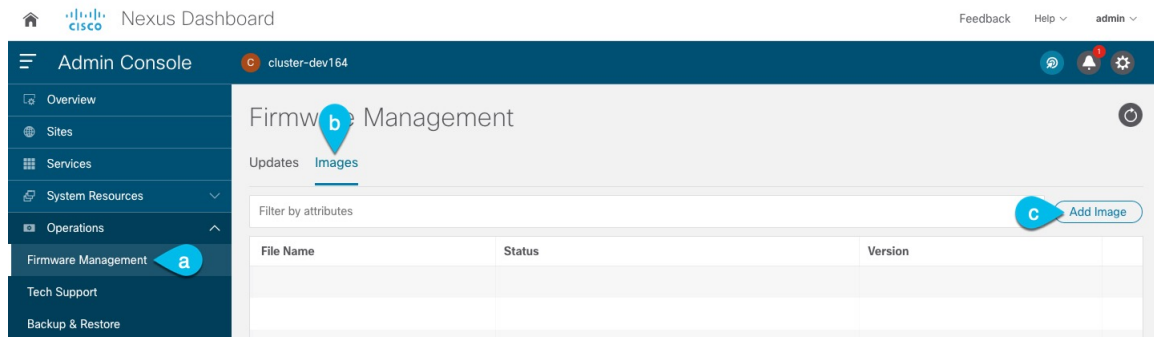 CISCO Nexus Dashboard Feedback Help admin
Admin Console C cluster-dev164 1
Overview
Sites
Services
System Resources
Operations
Firmware Management a
Tech Support
Backup & Restore
Firmware Management
b
Updates Images
Filter by attributes c Add Image
File Name Status Version